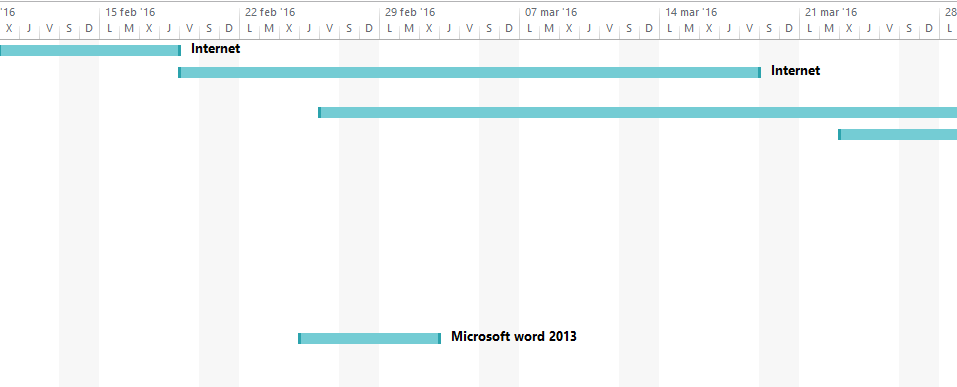 '16 15 feb '16 22 feb '16 29 feb '16 07 mar '16 14 mar '16 21 mar '16 28
X J V S D L M X J V S D L M X J V S D L M X J V S D L M X J V S D L M X J V S D L M X J V S D L
Internet
Internet
Microsoft word 2013